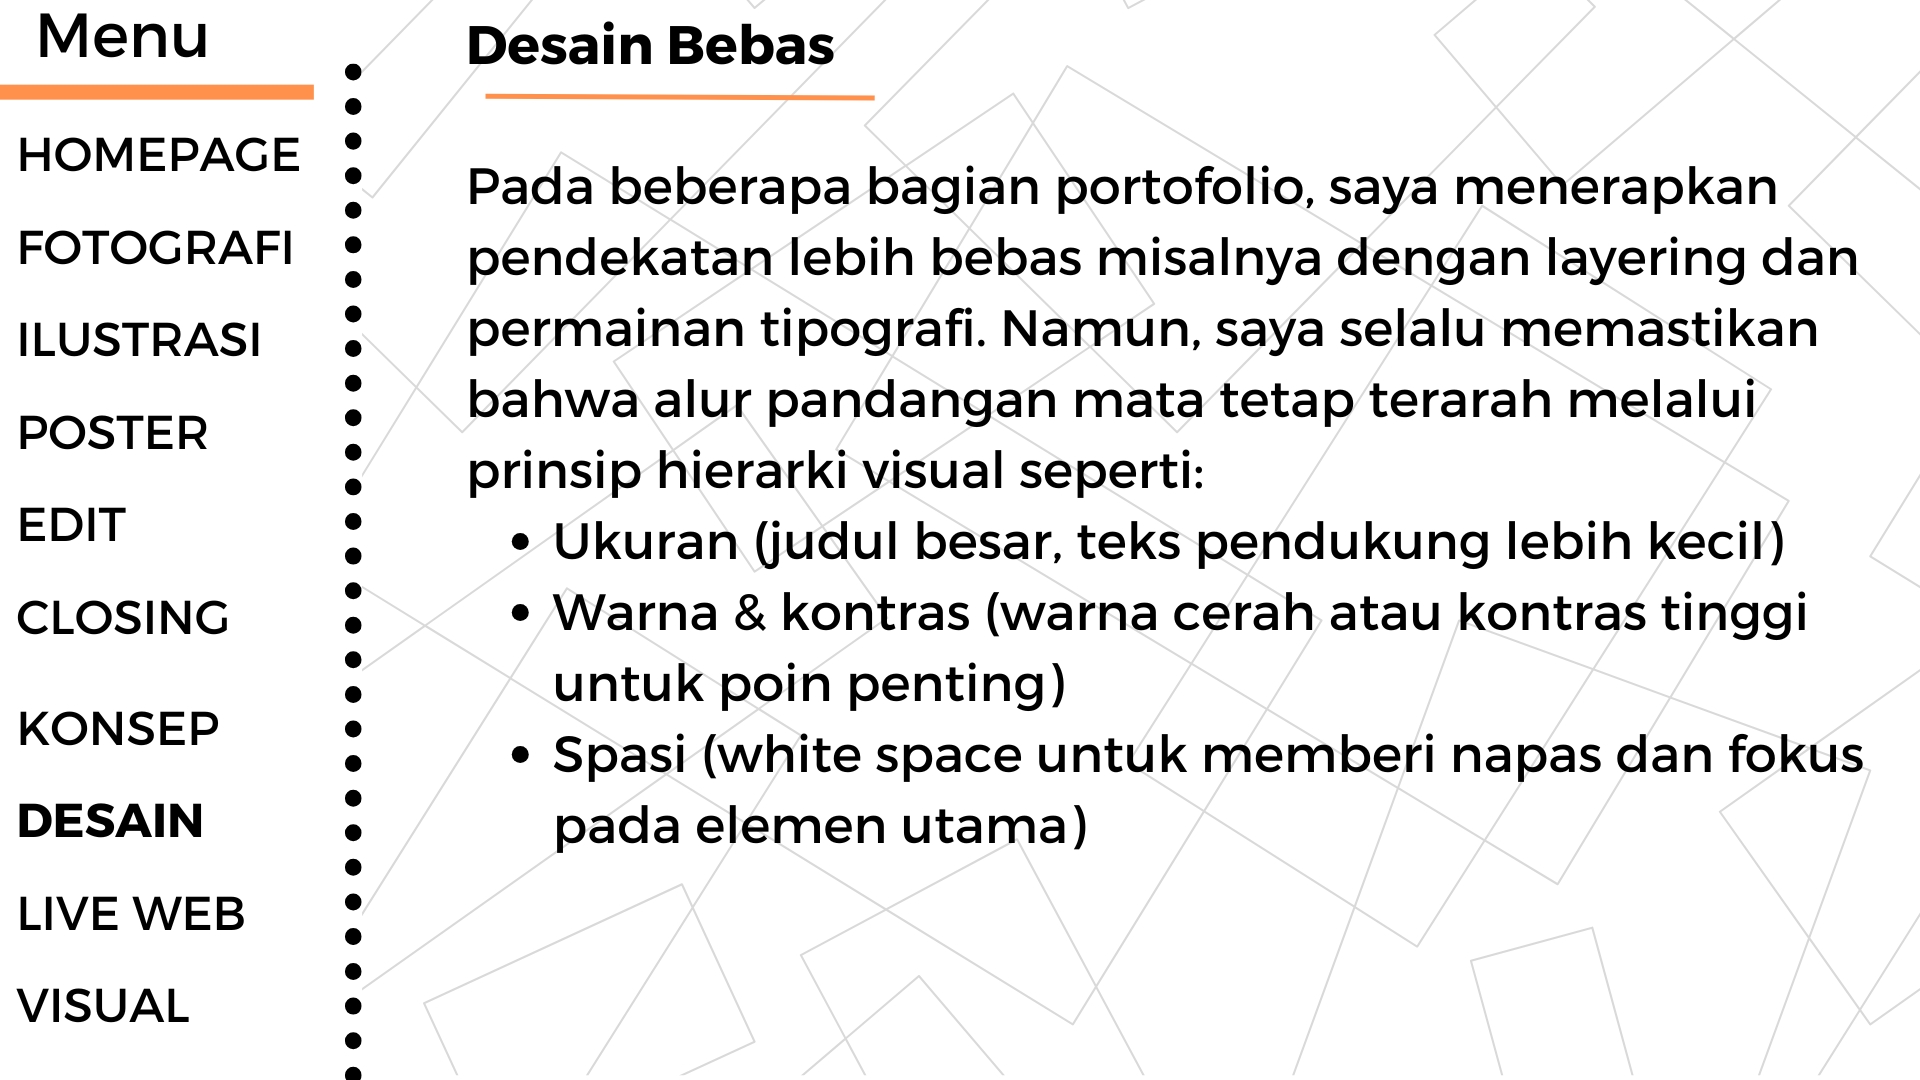 Menu
HOMEPAGE
FOTOGRAFI
ILUSTRASI
POSTER
EDIT
CLOSING
KONSEP
DESAIN
LIVE WEB
VISUAL
Desain Bebas
Pada beberapa bagian portofolio, saya menerapkan
pendekatan lebih bebas misalnya dengan layering dan
permainan tipografi. Namun, saya selalu memastikan
bahwa alur pandangan mata tetap terarah melalui
prinsip hierarki visual seperti:
• Ukuran (judul besar, teks pendukung lebih kecil)
• Warna & kontras (warna cerah atau kontras tinggi
untuk poin penting)
• Spasi (white space untuk memberi napas dan fokus
pada elemen utama)